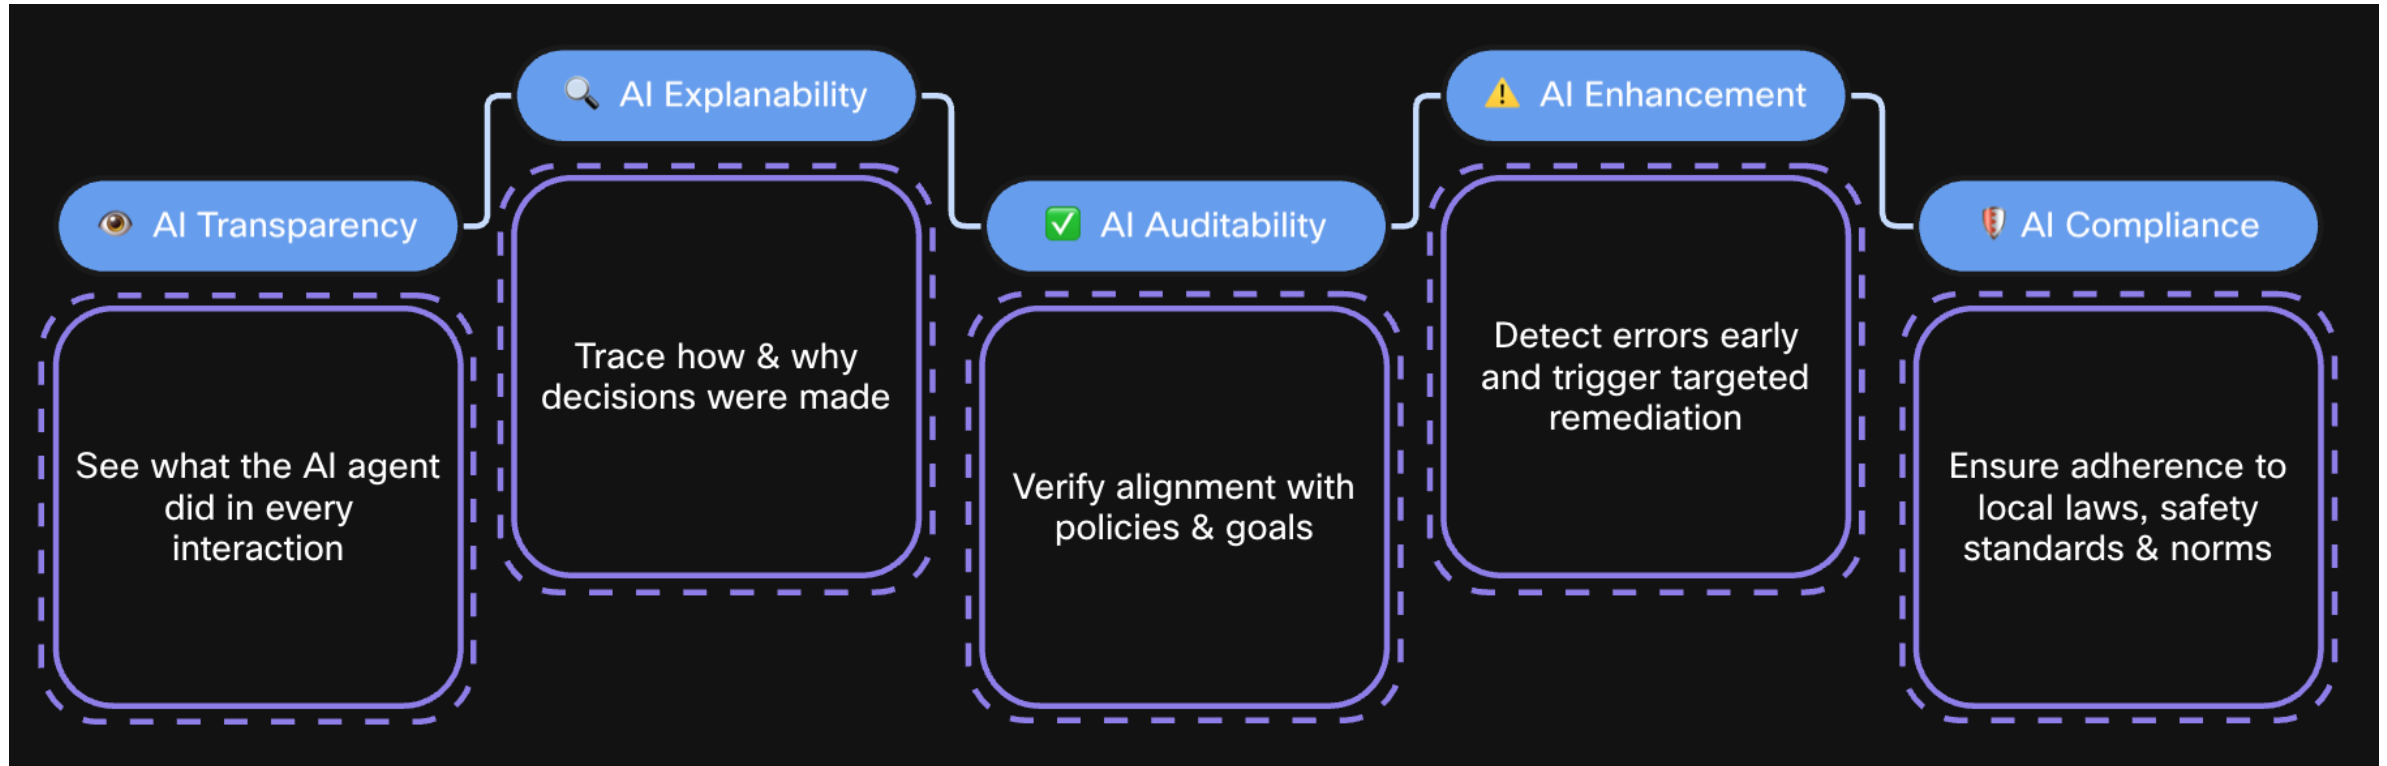 AI Transparency
See what the AI agent
did in every
interaction
AI Explanability
Trace how & why
decisions were made
AI Auditability
Verify alignment with
policies & goals
AI Enhancement
Detect errors early
and trigger targeted
remediation
AI Compliance
Ensure adherence to
local laws, safety
standards & norms